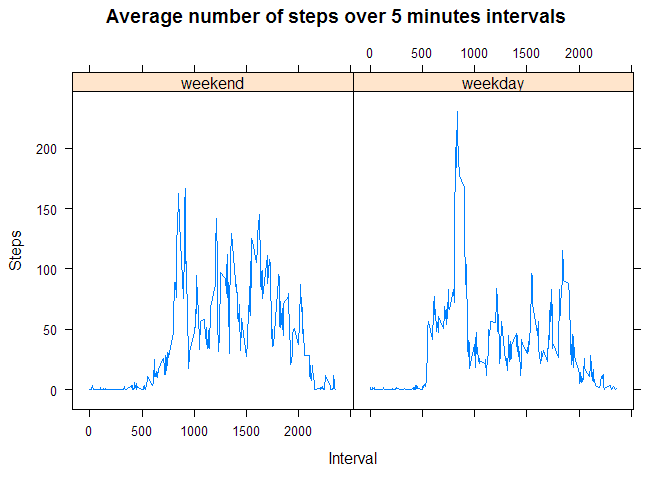 Average number of steps over 5 minutes intervals
0 500 1000 1500 2000
weekend weekday
200
150
100
50
0
Steps
0 500 1000 1500 2000
Interval